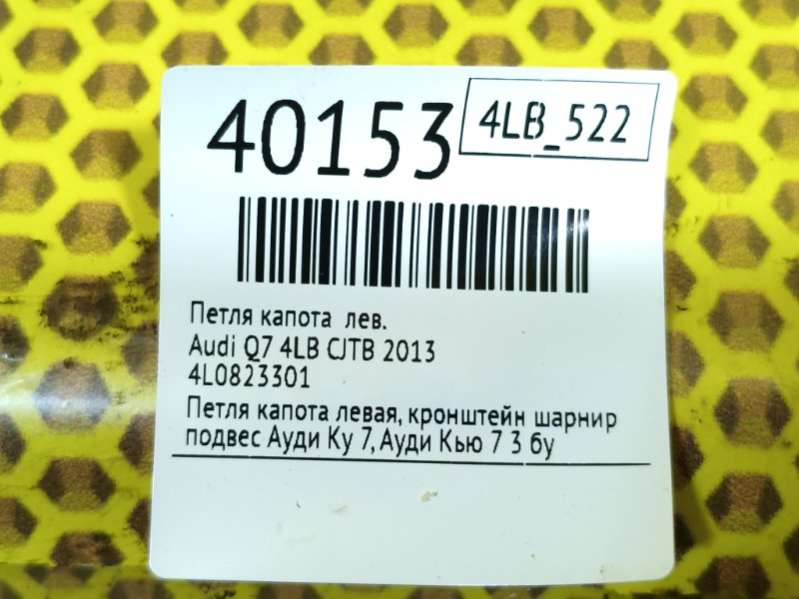 40153
4LB_522
Петля капота лев.
Audi Q7 4LB CJTB 2013
4L0823301
Петля капота левая, кронштейн шарнир
подвес Ауди Ку 7, Ауди Кью 7 3 бу